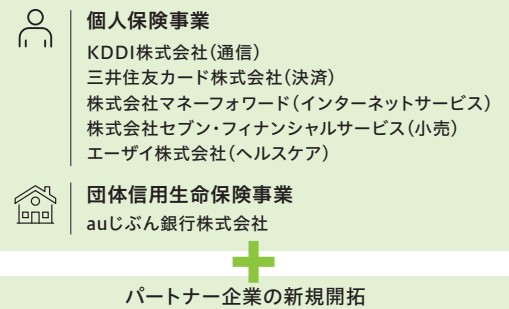 個人保険事業
KDDI株式会社（通信）
三井住友カード株式会社（決済）
株式会社マネーフォワード（インターネットサービス）
株式会社セブン・フィナンシャルサービス（小売）
エーザイ株式会社（ヘルスケア）
団体信用生命保険事業
auじぶん銀行株式会社
パートナー企業の新規開拓